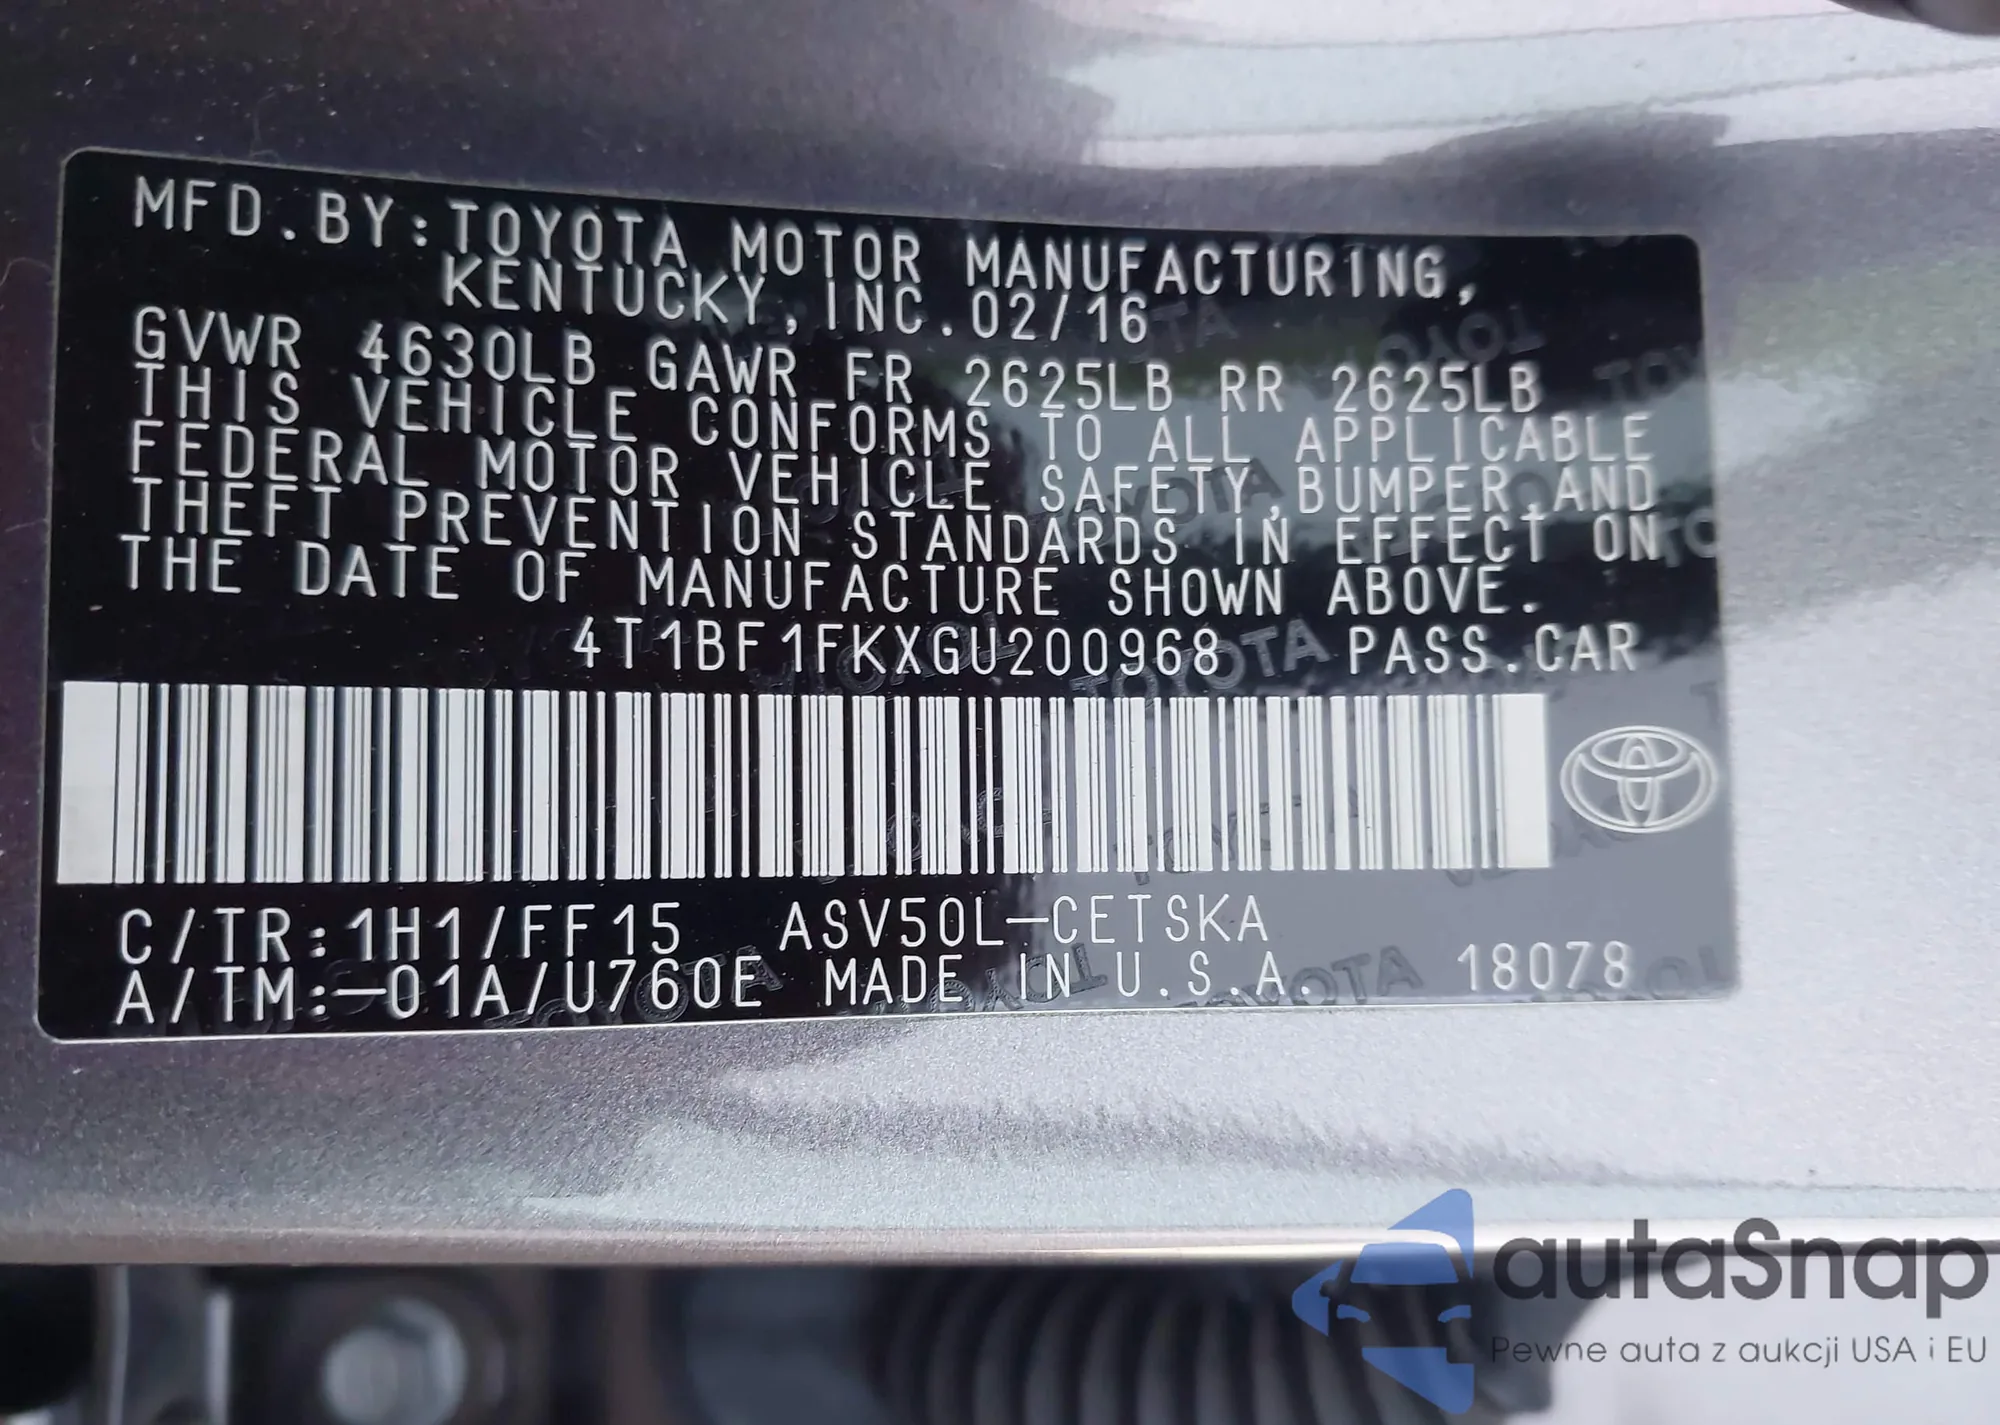 MFD.BY:TOYOTA MOTOR MANUFACTURING,
KENTUCKY,INC.02/16
GVWR 4630LB GAWR FR 2625LB RR 2625LB
THIS VEHICLE CONFORMS TO ALL APPLICABLE
FEDERAL MOTOR VEHICLE SAFETY,BUMPER,AND
THEFT PREVENTION STANDARDS IN EFFECT ON
THE DATE OF MANUFACTURE SHOWN ABOVE.
4T1BF1FKXGU200968 PASS.CAR
C/TR:1H1/FF15 ASV50L-CETSKA
A/TM:-01A/U760E MADE IN U.S.A. 18078
autaSnap
Pewne auta z aukcji USA i EU